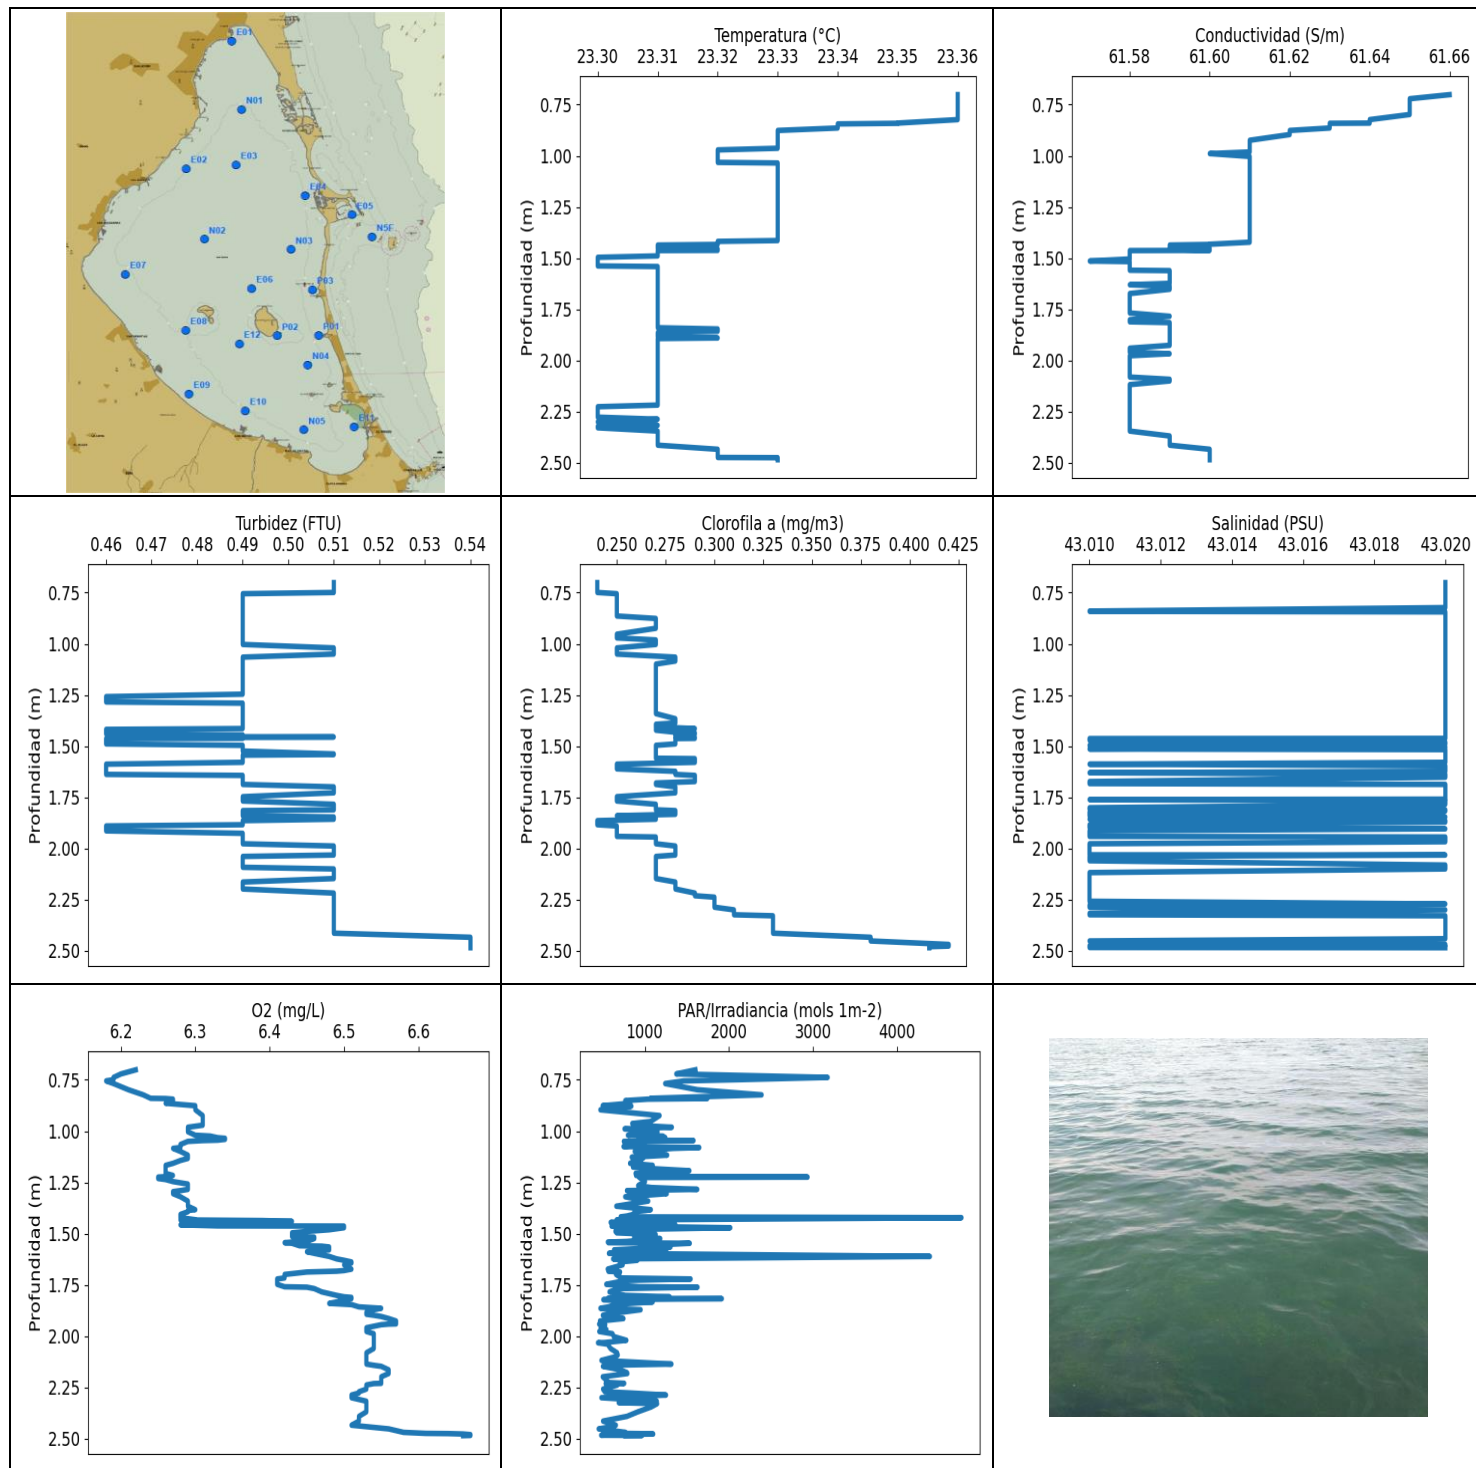 E01
N01
E02
E03
E04
E05
N5F
N02
N03
E07
E06
P03
E08
P02
P01
E12
N04
E09
E10
N05
E11
Temperatura (°C)
23.30 23.31 23.32 23.33 23.34 23.35 23.36
Profundidad (m)
0.75
1.00
1.25
1.50
1.75
2.00
2.25
2.50
Conductividad (S/m)
61.58 61.60 61.62 61.64 61.66
Profundidad (m)
0.75
1.00
1.25
1.50
1.75
2.00
2.25
2.50
Turbidez (FTU)
0.46 0.47 0.48 0.49 0.50 0.51 0.52 0.53 0.54
Profundidad (m)
0.75
1.00
1.25
1.50
1.75
2.00
2.25
2.50
Clorofila a (mg/m3)
0.250 0.275 0.300 0.325 0.350 0.375 0.400 0.425
Profundidad (m)
0.75
1.00
1.25
1.50
1.75
2.00
2.25
2.50
Salinidad (PSU)
43.010 43.012 43.014 43.016 43.018 43.020
Profundidad (m)
0.75
1.00
1.25
1.50
1.75
2.00
2.25
2.50
O2 (mg/L)
6.2 6.3 6.4 6.5 6.6
Profundidad (m)
0.75
1.00
1.25
1.50
1.75
2.00
2.25
2.50
PAR/Irradiancia (mols 1m-2)
1000 2000 3000 4000
Profundidad (m)
0.75
1.00
1.25
1.50
1.75
2.00
2.25
2.50